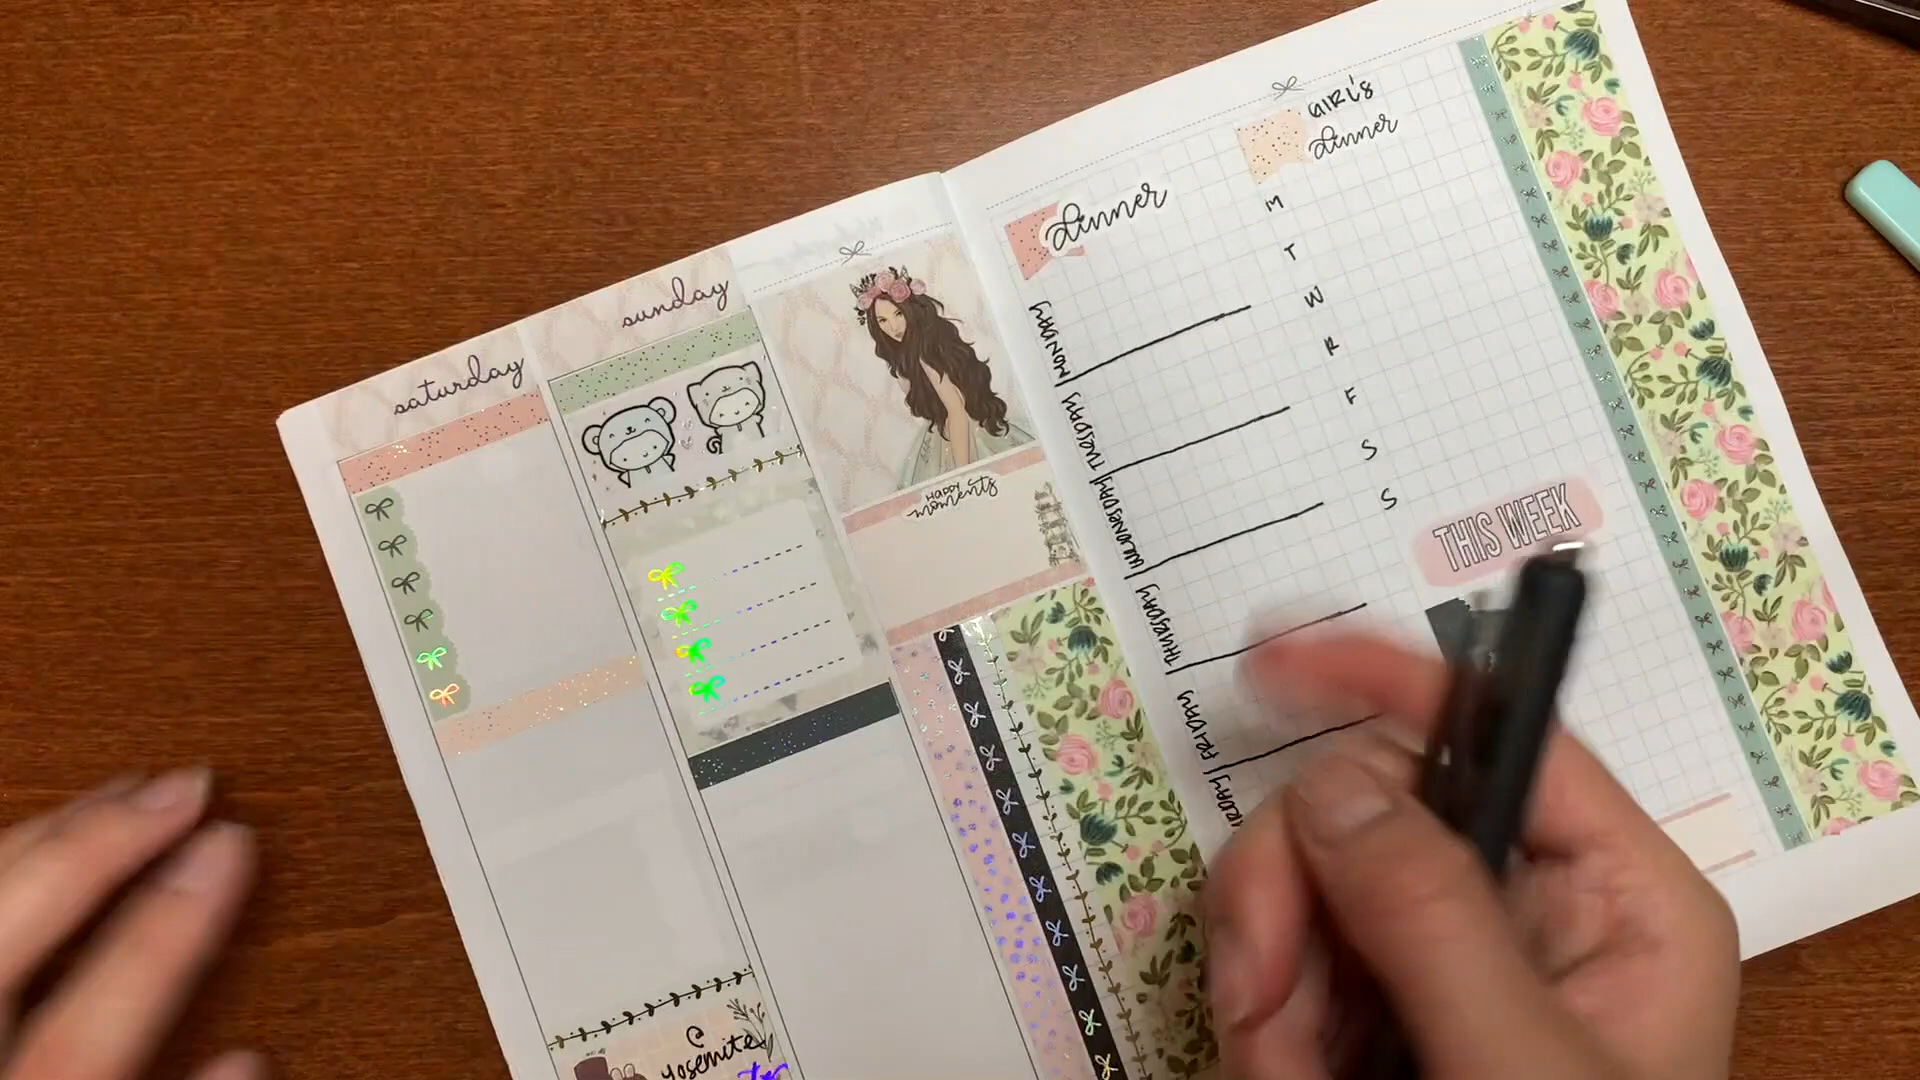 saturday
sunday
HAPPY
moments
@
yosemite
dinner
GIRL'S
dinner
MONDAY
TUESDAY
WEDNESDAY
THURSDAY
FRIDAY
M
T
W
R
F
S
S
THIS WEEK